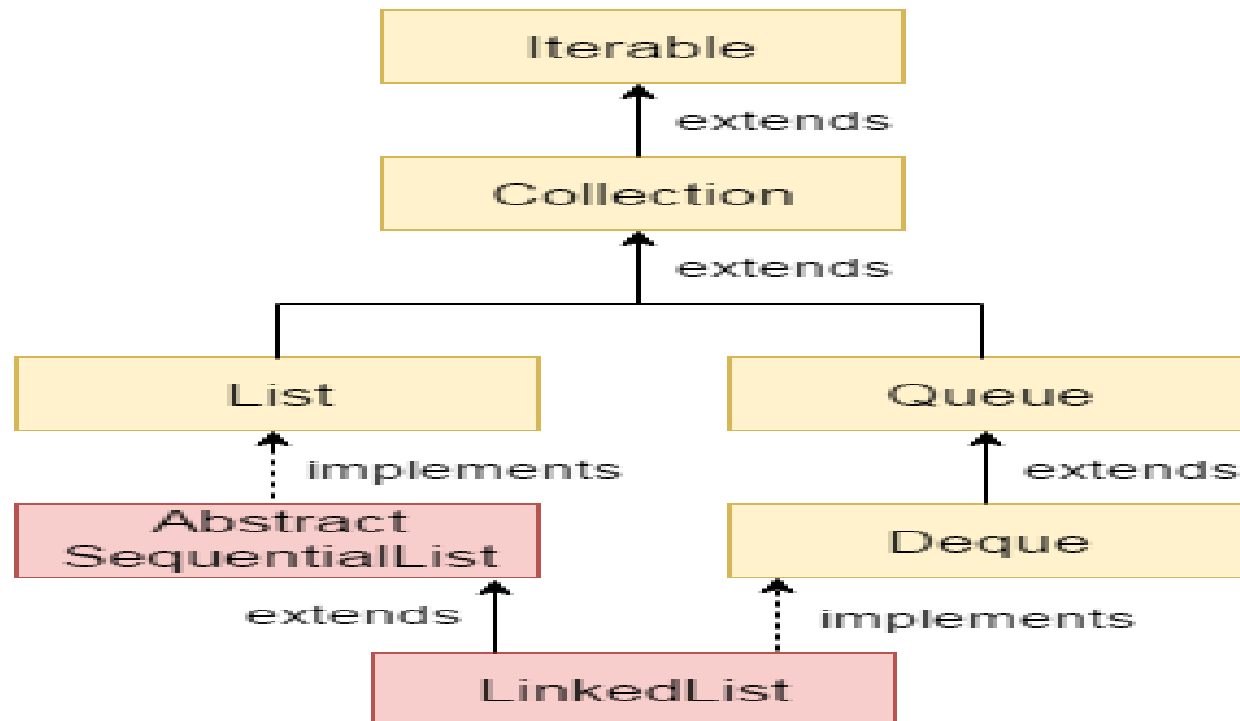 Iterable
extends
Collection
extends
List
Queue
implements
extends
Abstract
SequentialList
Deque
extends
implements
LinkedList